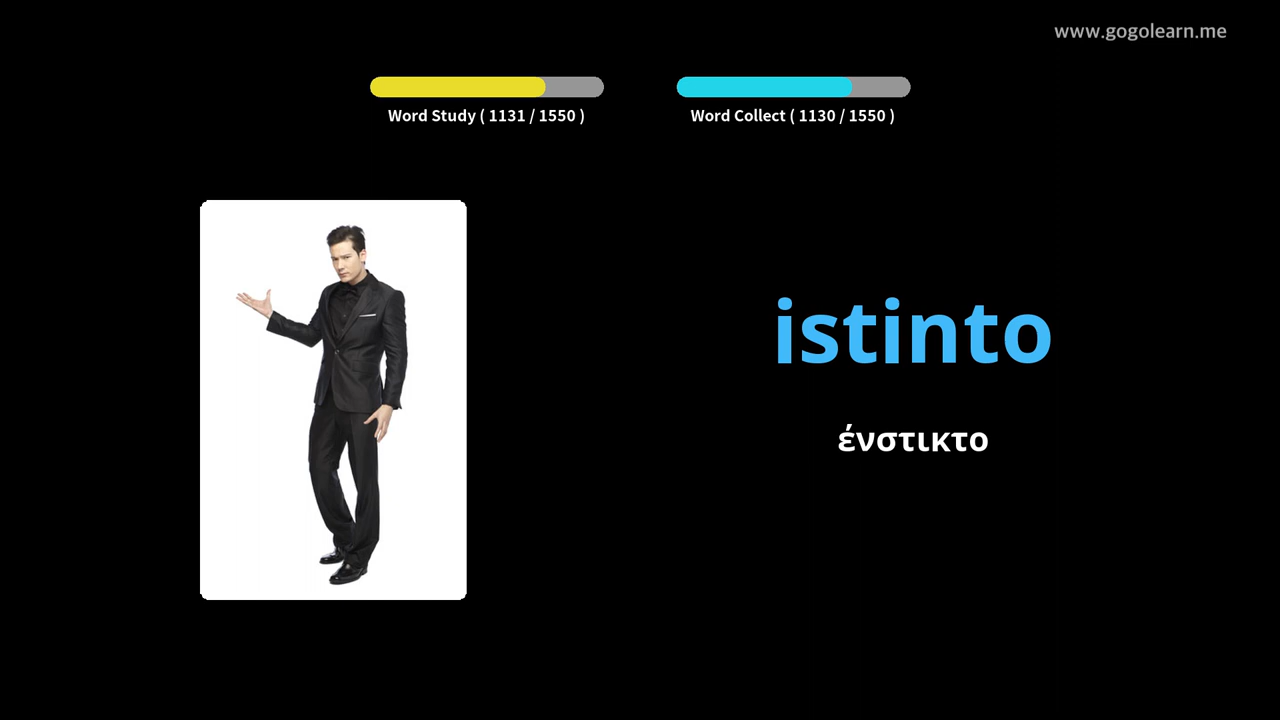 www.gogolearn.me
Word Study ( 1131 / 1550 )
Word Collect ( 1130 / 1550 )
istinto
ένστικτο